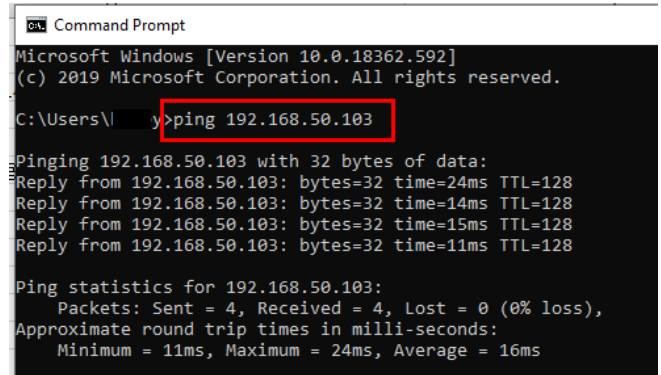 Command Prompt
Microsoft Windows [Version 10.0.18362.592]
(c) 2019 Microsoft Corporation. All rights reserved.
C:\Users\ y>ping 192.168.50.103
Pinging 192.168.50.103 with 32 bytes of data:
Reply from 192.168.50.103: bytes=32 time=24ms TTL=128
Reply from 192.168.50.103: bytes=32 time=14ms TTL=128
Reply from 192.168.50.103: bytes=32 time=15ms TTL=128
Reply from 192.168.50.103: bytes=32 time=11ms TTL=128
Ping statistics for 192.168.50.103:
Packets: Sent = 4, Received = 4, Lost = 0 (0% loss),
Approximate round trip times in milli-seconds:
Minimum = 11ms, Maximum = 24ms, Average = 16ms